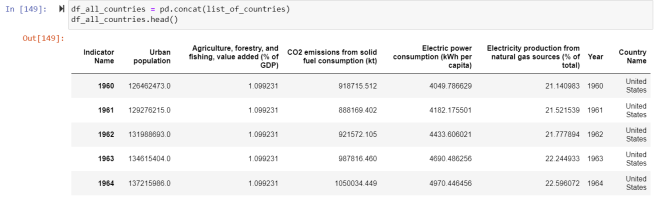 In [149]: df_all_countries = pd.concat(list_of_countries)
df_all_countries.head()
Out[149]:
Indicator Name Urban population Agriculture, forestry, and fishing, value added (% of GDP) CO2 emissions from solid fuel consumption (kt) Electric power consumption (kWh per capita) Electricity production from natural gas sources (% of total) Year Country Name
1960 126462473.0 1.099231 918715.512 4049.786629 21.140983 1960 United States
1961 129276215.0 1.099231 888169.402 4182.175501 21.521539 1961 United States
1962 131988693.0 1.099231 921572.105 4433.606021 21.777894 1962 United States
1963 134615404.0 1.099231 987816.460 4690.486256 22.244933 1963 United States
1964 137215986.0 1.099231 1050034.449 4970.446456 22.596072 1964 United States